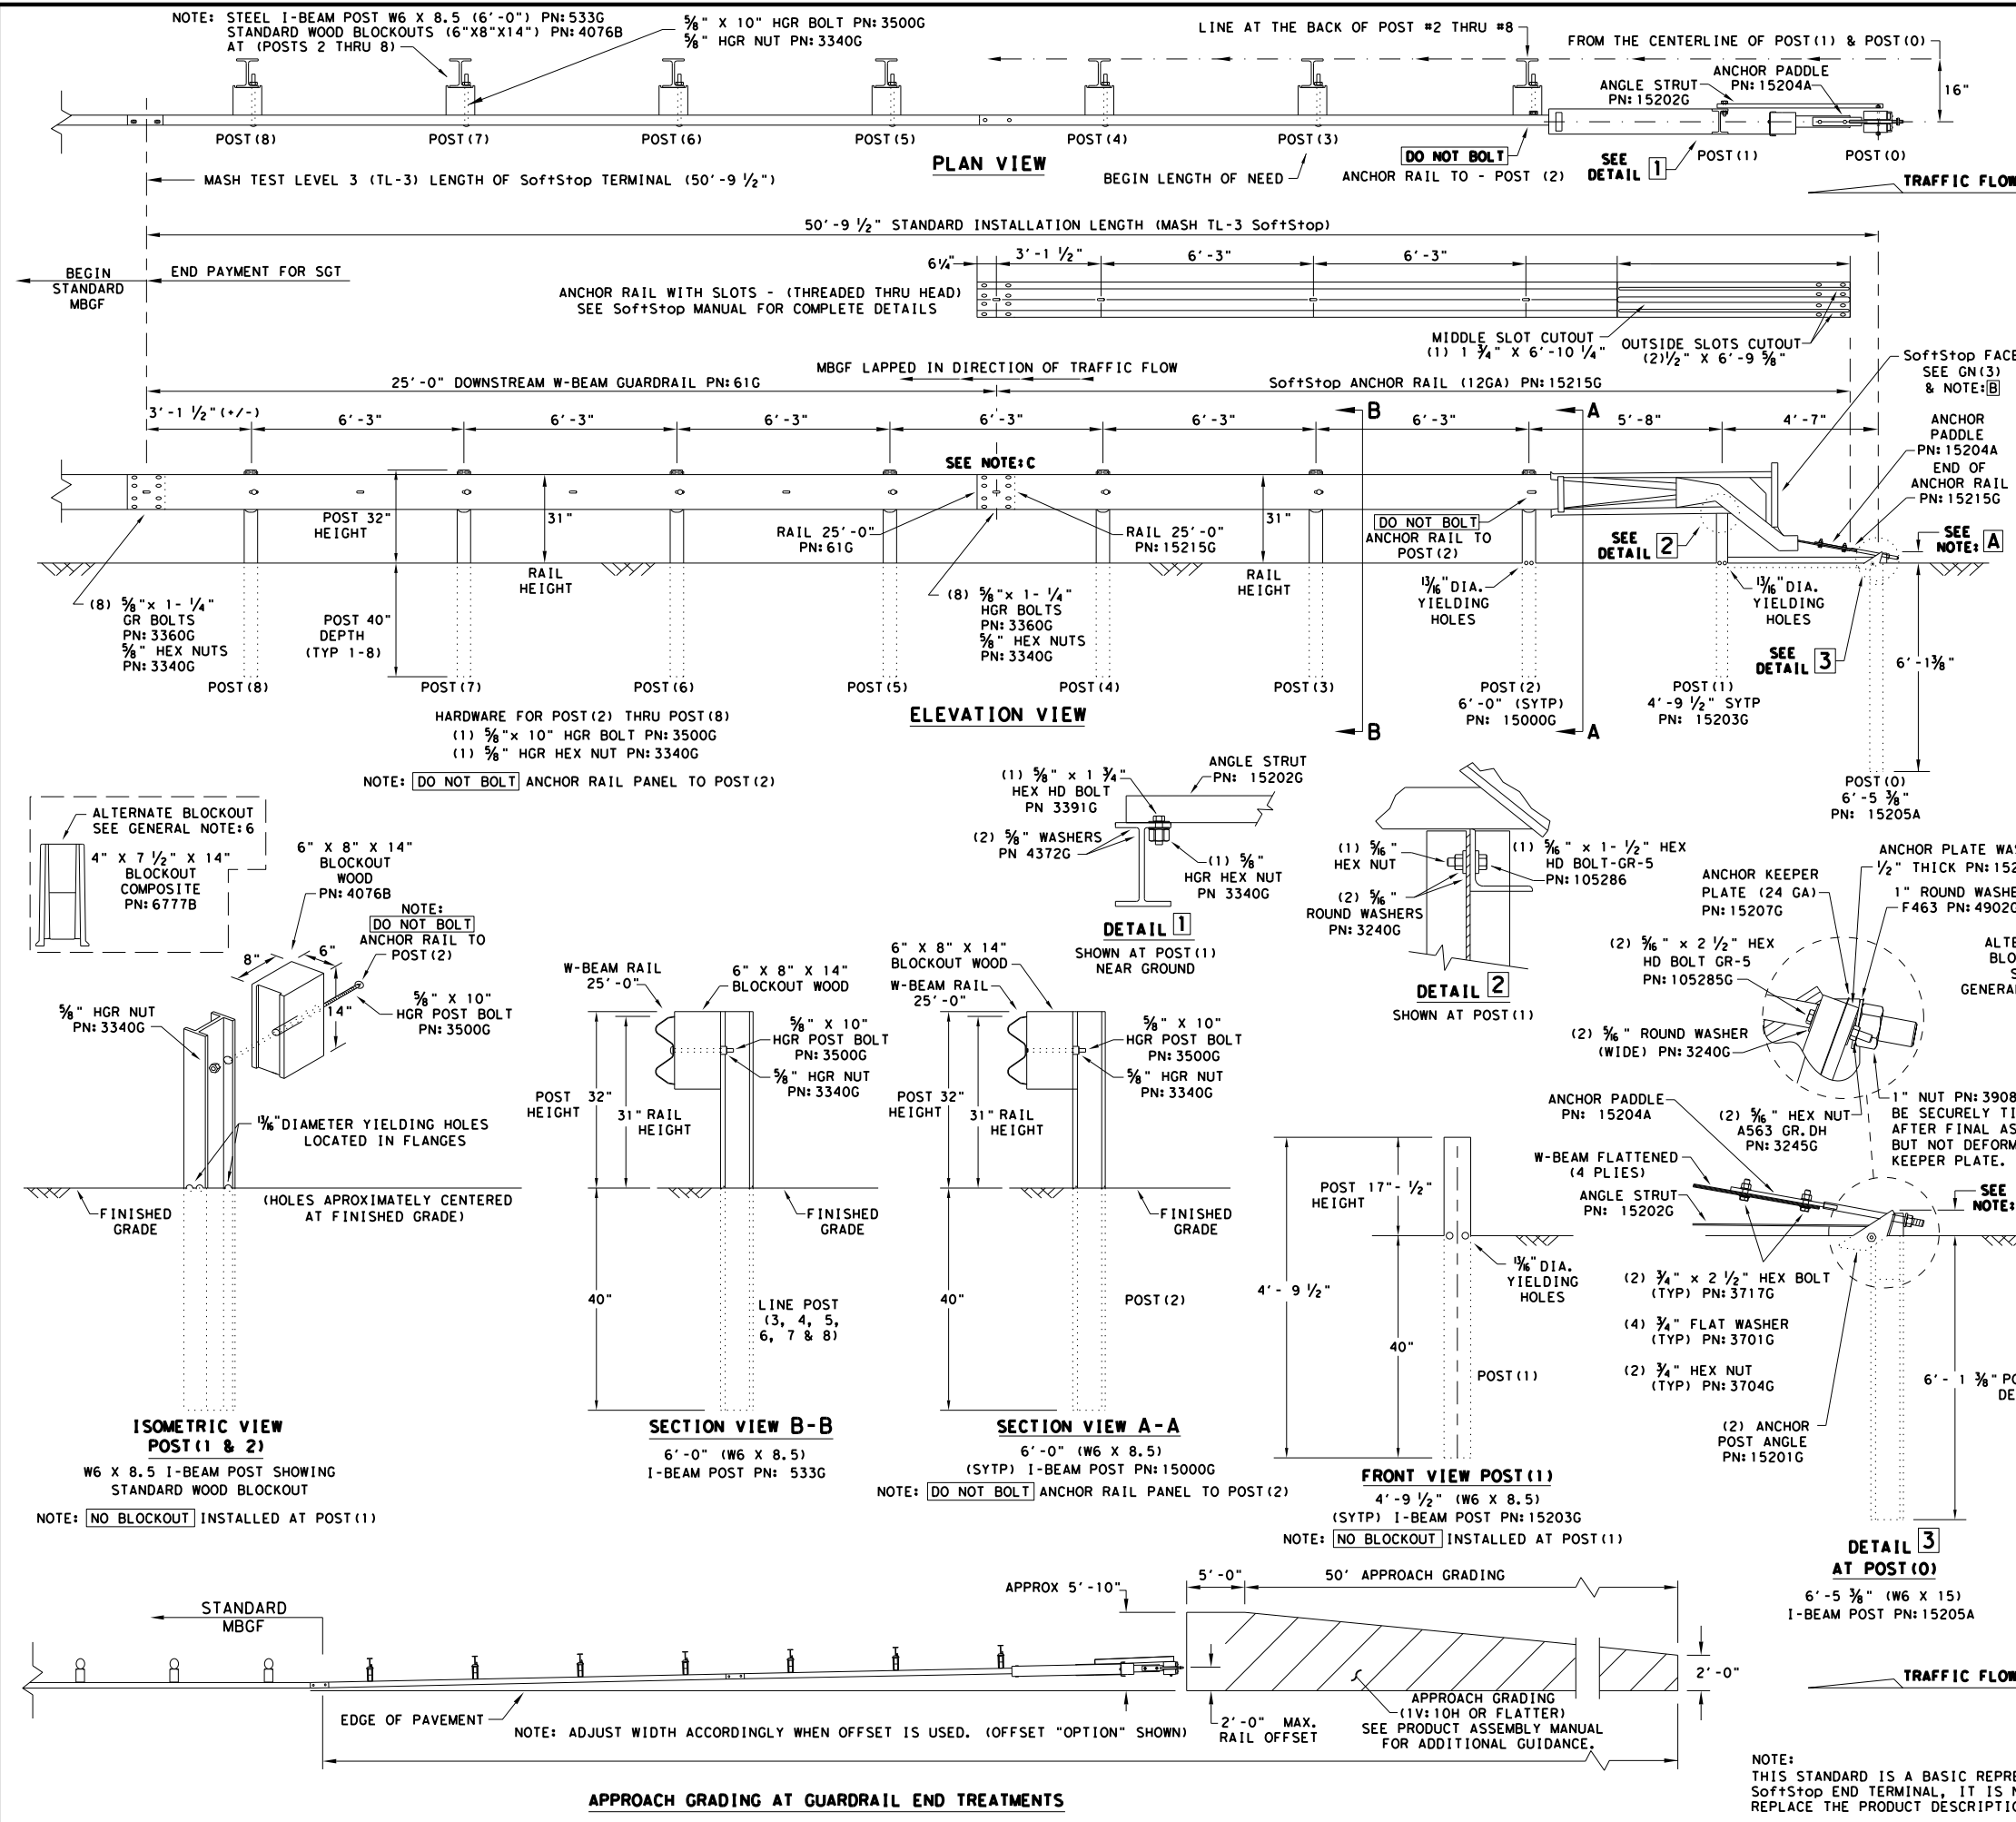 NOTE: STEEL I-BEAM POST W6 X 8.5 (6'-0") PN:533G
STANDARD WOOD BLOCKOUTS (6"X8"X14") PN:4076B
AT (POSTS 2 THRU 8)
5/8" X 10" HGR BOLT PN:3500G
5/8" HGR NUT PN:3340G
LINE AT THE BACK OF POST #2 THRU #8
FROM THE CENTERLINE OF POST(1) & POST(0)
ANCHOR PADDLE
PN:15204A
ANGLE STRUT
PN:15202G
16"
POST(8)
POST(7)
POST(6)
POST(5)
POST(4)
POST(3)
PLAN VIEW
DO NOT BOLT
ANCHOR RAIL TO - POST (2)
SEE
DETAIL 1
POST(1)
POST(0)
BEGIN LENGTH OF NEED
MASH TEST LEVEL 3 (TL-3) LENGTH OF SoftStop TERMINAL (50'-9 1/2")
TRAFFIC FLOW
50'-9 1/2" STANDARD INSTALLATION LENGTH (MASH TL-3 SoftStop)
BEGIN
STANDARD
MBGF
END PAYMENT FOR SGT
6 1/4"
3'-1 1/2"
6'-3"
6'-3"
ANCHOR RAIL WITH SLOTS - (THREADED THRU HEAD)
SEE SoftStop MANUAL FOR COMPLETE DETAILS
MIDDLE SLOT CUTOUT
(1) 1 3/4" X 6'-10 1/4"
OUTSIDE SLOTS CUTOUT
(2)1/2" X 6'-9 5/8"
MBGF LAPPED IN DIRECTION OF TRAFFIC FLOW
25'-0" DOWNSTREAM W-BEAM GUARDRAIL PN:61G
SoftStop ANCHOR RAIL (12GA) PN:15215G
SoftStop FACE
SEE GN(3)
& NOTE:B
3'-1 1/2"(+/-)
6'-3"
6'-3"
6'-3"
6'-3"
6'-3"
6'-3"
5'-8"
4'-7"
B
A
ANCHOR
PADDLE
PN:15204A
END OF
ANCHOR RAIL
PN:15215G
SEE NOTE:C
POST 32"
HEIGHT
31"
RAIL
HEIGHT
RAIL 25'-0"
PN:61G
RAIL 25'-0"
PN:15215G
31"
RAIL
HEIGHT
DO NOT BOLT
ANCHOR RAIL TO
POST(2)
SEE
DETAIL 2
SEE
NOTE: A
(8) 5/8"x 1- 1/4"
GR BOLTS
PN:3360G
5/8" HEX NUTS
PN:3340G
POST 40"
DEPTH
(TYP 1-8)
(8) 5/8"x 1- 1/4"
HGR BOLTS
PN:3360G
5/8" HEX NUTS
PN:3340G
13/16" DIA.
YIELDING
HOLES
13/16" DIA.
YIELDING
HOLES
SEE
DETAIL 3
6'-1 3/8"
POST(8)
POST(7)
POST(6)
POST(5)
POST(4)
POST(3)
POST(2)
6'-0" (SYTP)
PN: 15000G
POST(1)
4'-9 1/2" SYTP
PN: 15203G
HARDWARE FOR POST(2) THRU POST(8)
(1) 5/8"x 10" HGR BOLT PN:3500G
(1) 5/8" HGR HEX NUT PN:3340G
ELEVATION VIEW
B
A
NOTE: DO NOT BOLT ANCHOR RAIL PANEL TO POST(2)
POST(0)
6'-5 3/8"
PN: 15205A
ALTERNATE BLOCKOUT
SEE GENERAL NOTE:6
4" X 7 1/2" X 14"
BLOCKOUT
COMPOSITE
PN:6777B
6" X 8" X 14"
BLOCKOUT
WOOD
PN:4076B
NOTE:
DO NOT BOLT
ANCHOR RAIL TO
POST(2)
8"
6"
14"
5/8" X 10"
HGR POST BOLT
PN:3500G
5/8" HGR NUT
PN:3340G
13/16"DIAMETER YIELDING HOLES
LOCATED IN FLANGES
(HOLES APROXIMATELY CENTERED
AT FINISHED GRADE)
FINISHED
GRADE
ISOMETRIC VIEW
POST(1 & 2)
W6 X 8.5 I-BEAM POST SHOWING
STANDARD WOOD BLOCKOUT
NOTE: NO BLOCKOUT INSTALLED AT POST(1)
(1) 5/8" x 1 3/4"
HEX HD BOLT
PN 3391G
ANGLE STRUT
PN: 15202G
(2) 5/8" WASHERS
PN 4372G
(1) 5/8
HGR HEX NUT
PN 3340G
DETAIL 1
SHOWN AT POST(1)
NEAR GROUND
(1) 5/16"
HEX NUT
(1) 5/16" x 1- 1/2" HEX
HD BOLT-GR-5
PN:105286
(2) 5/16"
ROUND WASHERS
PN:3240G
DETAIL 2
SHOWN AT POST(1)
W-BEAM RAIL
25'-0"
6" X 8" X 14"
BLOCKOUT WOOD
5/8" X 10"
HGR POST BOLT
PN:3500G
5/8" HGR NUT
PN:3340G
POST 32"
HEIGHT
31" RAIL
HEIGHT
FINISHED
GRADE
40"
LINE POST
(3, 4, 5,
6, 7 & 8)
SECTION VIEW B-B
6'-0" (W6 X 8.5)
I-BEAM POST PN: 533G
6" X 8" X 14"
BLOCKOUT WOOD
W-BEAM RAIL
25'-0"
5/8" X 10"
HGR POST BOLT
PN:3500G
5/8" HGR NUT
PN:3340G
POST 32"
HEIGHT
31" RAIL
HEIGHT
FINISHED
GRADE
40"
POST(2)
SECTION VIEW A-A
6'-0" (W6 X 8.5)
(SYTP) I-BEAM POST PN:15000G
NOTE: DO NOT BOLT ANCHOR RAIL PANEL TO POST(2)
POST 17"- 1/2"
HEIGHT
13/16" DIA.
YIELDING
HOLES
4'- 9 1/2"
40"
POST(1)
FRONT VIEW POST(1)
4'-9 1/2" (W6 X 8.5)
(SYTP) I-BEAM POST PN:15203G
NOTE: NO BLOCKOUT INSTALLED AT POST(1)
ANCHOR PLATE
1/2" THICK
ANCHOR KEEPER
PLATE (24 GA)
PN:15207G
1" ROUND
F463
(2) 5/16" x 2 1/2" HEX
HD BOLT GR-5
PN:105285G
(2) 5/16" ROUND WASHER
(WIDE) PN:3240G
ANCHOR PADDLE
PN: 15204A
(2) 5/16" HEX NUT
A563 GR.DH
PN:3245G
1" NUT
BE SECURELY
AFTER FINAL
BUT NOT
KEEPER PLATE.
W-BEAM FLATTENED
(4 PLIES)
ANGLE STRUT
PN: 15202G
SEE
NOTE:
(2) 3/4" x 2 1/2" HEX BOLT
(TYP) PN:3717G
(4) 3/4" FLAT WASHER
(TYP) PN:3701G
(2) 3/4" HEX NUT
(TYP) PN:3704G
6'- 1 3/8"
(2) ANCHOR
POST ANGLE
PN:15201G
DETAIL 3
AT POST(0)
6'-5 3/8" (W6 X 15)
I-BEAM POST PN:15205A
STANDARD
MBGF
APPROX 5'-10"
5'-0"
50' APPROACH GRADING
2'-0"
TRAFFIC FLOW
EDGE OF PAVEMENT
NOTE: ADJUST WIDTH ACCORDINGLY WHEN OFFSET IS USED. (OFFSET "OPTION" SHOWN)
2'-0" MAX.
RAIL OFFSET
APPROACH GRADING
(1V:10H OR FLATTER)
SEE PRODUCT ASSEMBLY MANUAL
FOR ADDITIONAL GUIDANCE.
APPROACH GRADING AT GUARDRAIL END TREATMENTS
NOTE:
THIS STANDARD IS A BASIC
SoftStop END TERMINAL, IT IS
REPLACE THE PRODUCT